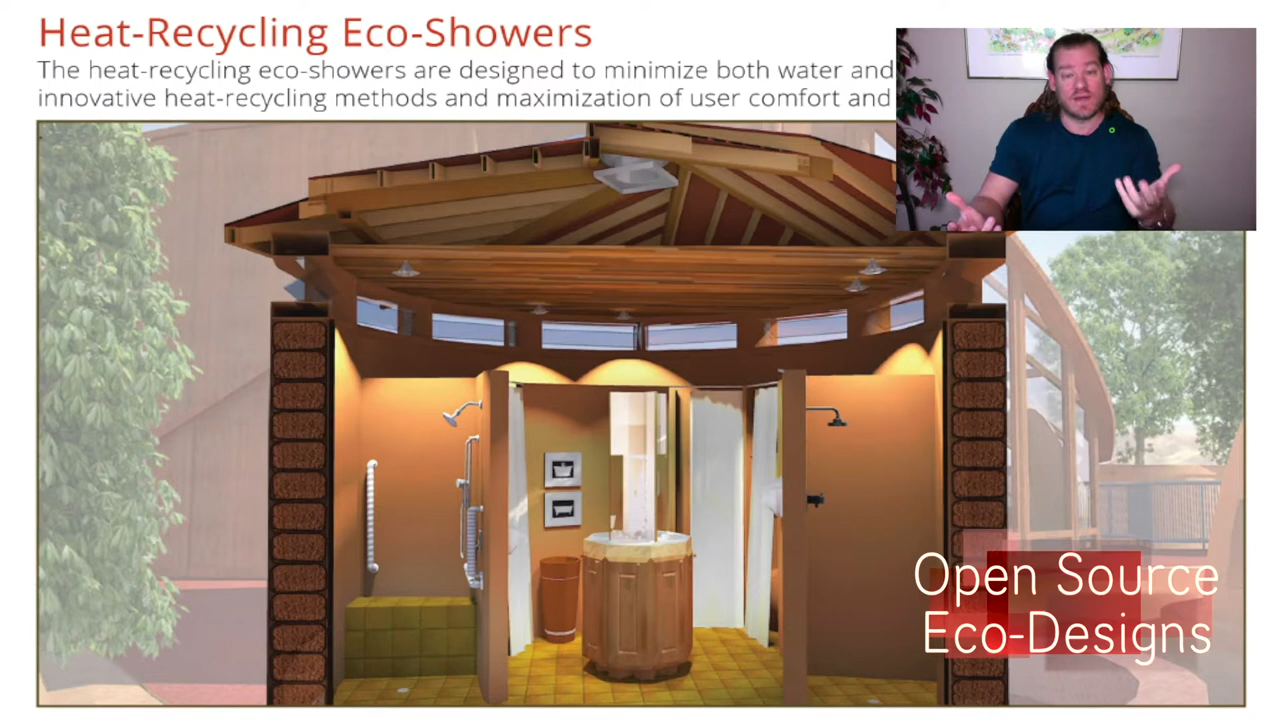 Heat-Recycling Eco-Showers
The heat-recycling eco-showers are designed to minimize both water and
innovative heat-recycling methods and maximization of user comfort and
Open Source
Eco-Designs